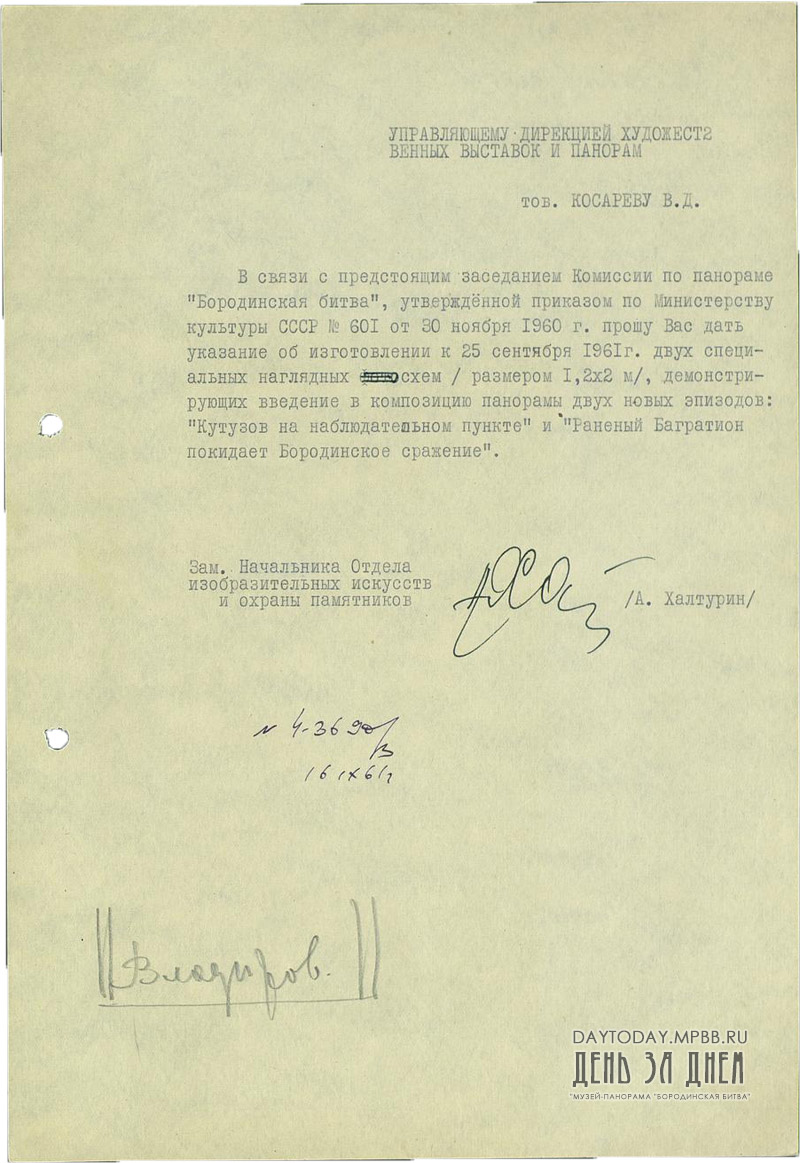 УПРАВЛЯЮЩЕМУ ДИРЕКЦИЕЙ ХУДОЖЕСТ2
ВЕННЫХ ВЫСТАВОК И ПАНОРАМ
тов. КОСАРЕВУ В.Д.
В связи с предстоящим заседанием Комиссии по панораме
"Бородинская битва", утверждённой приказом по Министерству
культуры СССР № 601 от 30 ноября 1960 г. прошу Вас дать
указание об изготовлении к 25 сентября 1961г. двух специ-
альных наглядных схем / размером 1,2х2 м/, демонстри-
рующих введение в композицию панорамы двух новых эпизодов:
"Кутузов на наблюдательном пункте" и "Раненый Багратион
покидает Бородинское сражение".
Зам. Начальника Отдела
изобразительных искусств
и охраны памятников
/А. Халтурин/
16 IX 61г
DAYTODAY.MPBB.RU
ДЕНЬ ЗА ДНЕМ
"МУЗЕЙ-ПАНОРАМА "БОРОДИНСКАЯ БИТВА"